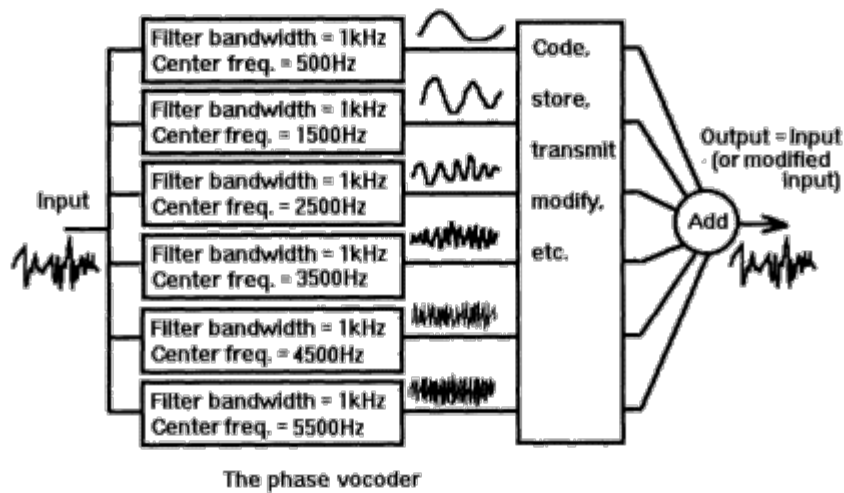 Filter bandwidth = 1kHz
Center freq. = 500Hz
Filter bandwidth = 1kHz
Center freq. = 1500Hz
Filter bandwidth = 1kHz
Center freq. = 2500Hz
Filter bandwidth = 1kHz
Center freq. = 3500Hz
Filter bandwidth = 1kHz
Center freq. = 4500Hz
Filter bandwidth = 1kHz
Center freq. = 5500Hz
Input
Code,
store,
transmit
modify,
etc.
Add
Output = Input
(or modified
input)
The phase vocoder